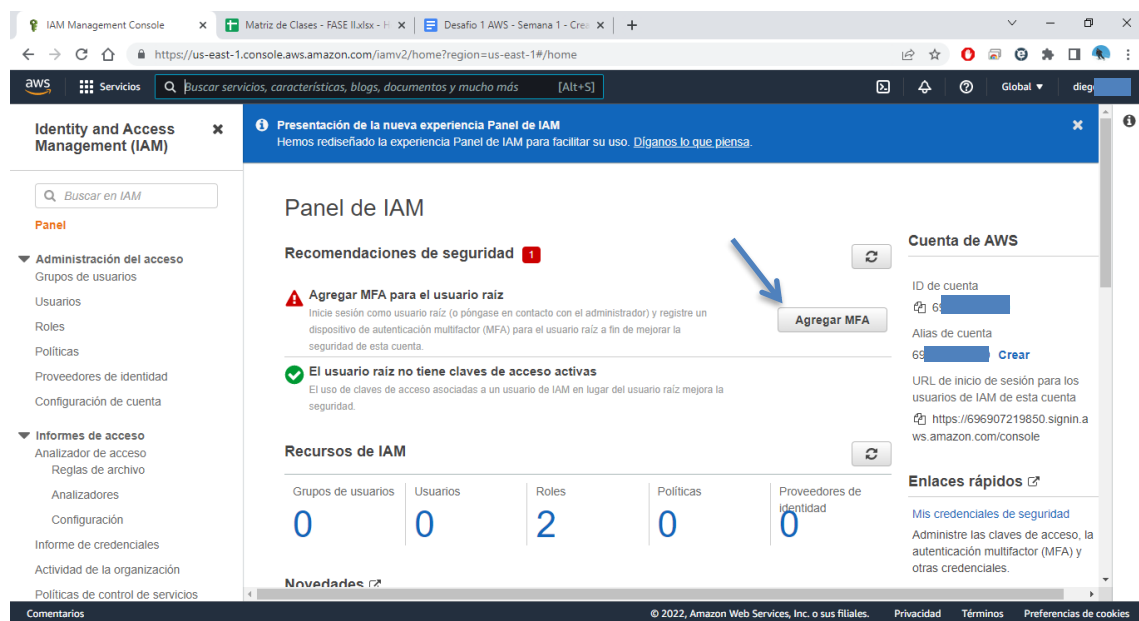 IAM Management Console
Matriz de Clases - FASE II.xlsx - H
Desafio 1 AWS - Semana 1 - Crea
https://us-east-1.console.aws.amazon.com/iamv2/home?region=us-east-1#/home
aws
Servicios
Buscar servicios, características, blogs, documentos y mucho más
[Alt+S]
Global
dieg
Identity and Access
Management (IAM)
Buscar en IAM
Panel
Administración del acceso
Grupos de usuarios
Usuarios
Roles
Políticas
Proveedores de identidad
Configuración de cuenta
Informes de acceso
Analizador de acceso
Reglas de archivo
Analizadores
Configuración
Informe de credenciales
Actividad de la organización
Políticas de control de servicios
Presentación de la nueva experiencia Panel de IAM
Hemos rediseñado la experiencia Panel de IAM para facilitar su uso. Díganos lo que piensa.
Panel de IAM
Recomendaciones de seguridad 1
Agregar MFA para el usuario raíz
Inicie sesión como usuario raíz (o póngase en contacto con el administrador) y registre un
dispositivo de autenticación multifactor (MFA) para el usuario raíz a fin de mejorar la
seguridad de esta cuenta.
Agregar MFA
El usuario raíz no tiene claves de acceso activas
El uso de claves de acceso asociadas a un usuario de IAM en lugar del usuario raíz mejora la
seguridad.
Recursos de IAM
Grupos de usuarios
0
Usuarios
0
Roles
2
Políticas
0
Proveedores de
identidad
0
Novedades
Cuenta de AWS
ID de cuenta
69
Alias de cuenta
69 Crear
URL de inicio de sesión para los
usuarios de IAM de esta cuenta
https://696907219850.signin.a
ws.amazon.com/console
Enlaces rápidos
Mis credenciales de seguridad
Administre las claves de acceso, la
autenticación multifactor (MFA) y
otras credenciales.
Comentarios
© 2022, Amazon Web Services, Inc. o sus filiales.
Privacidad
Términos
Preferencias de cookies